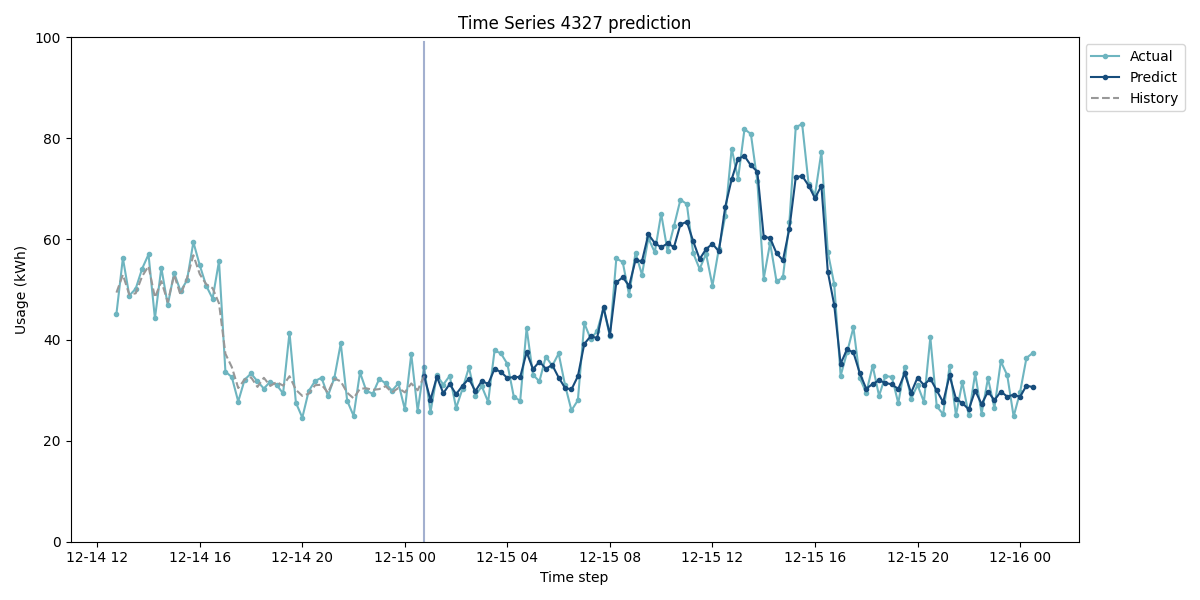 Time Series 4327 prediction
100
80
60
40
20
0
Usage (kWh)
12-14 12
12-14 16
12-14 20
12-15 00
12-15 04
12-15 08
12-15 12
12-15 16
12-15 20
12-16 00
Time step
Actual
Predict
History